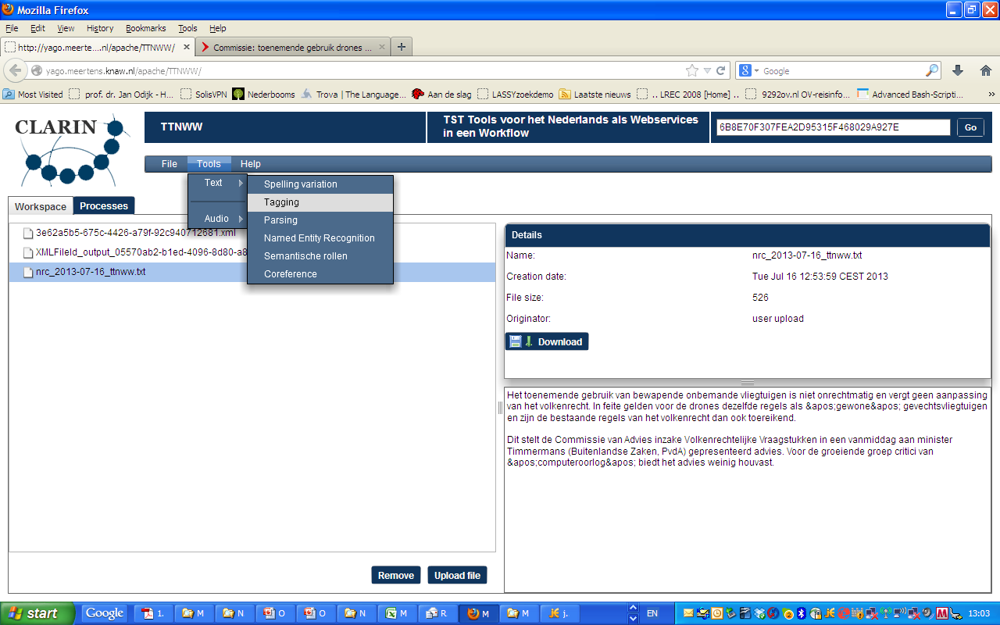 Mozilla Firefox
File Edit View History Bookmarks Tools Help
http://yago.meerte....nl/apache/TTNWW/ Commissie: toenemende gebruik drones ...
yago.meertens.knaw.nl/apache/TTNWW/ Google
Most Visited prof. dr. Jan Odijk - H... SolisVPN Nederbooms Trova | The Language... Aan de slag LASSYzoekdemo Laatste nieuws .. LREC 2008 [Home] .. 9292ov.nl OV-reisinfo... Advanced Bash-Scripti... »
CLARIN
TTNWW
TST Tools voor het Nederlands als Webservices
in een Workflow
6B8E70F307FEA2D95315F468029A927E Go
File Tools Help
Text
Audio
Spelling variation
Tagging
Parsing
Named Entity Recognition
Semantische rollen
Coreference
Workspace Processes
3e62a5b5-675c-4426-a79f-92c940712681.xml
XMLFileId_output_05570ab2-b1ed-4096-8d80-a8
nrc_2013-07-16_ttnww.txt
Remove Upload file
Details
Name: nrc_2013-07-16_ttnww.txt
Creation date: Tue Jul 16 12:53:59 CEST 2013
File size: 526
Originator: user upload
Download
Het toenemende gebruik van bewapende onbemande vliegtuigen is niet onrechtmatig en vergt geen aanpassing
van het volkenrecht. In feite gelden voor de drones dezelfde regels als &apos;gewone&apos; gevechtsvliegtuigen
en zijn de bestaande regels van het volkenrecht dan ook toereikend.
Dit stelt de Commissie van Advies inzake Volkenrechtelijke Vraagstukken in een vanmiddag aan minister
Timmermans (Buitenlandse Zaken, PvdA) gepresenteerd advies. Voor de groeiende groep critici van
&apos;computeroorlog&apos; biedt het advies weinig houvast.
start Google 1. M N O O N M R M M j. EN 13:03